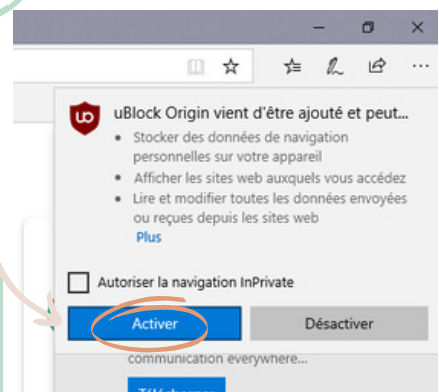 uBlock Origin vient d'être ajouté et peut...
• Stocker des données de navigation
personnelles sur votre appareil
• Afficher les sites web auxquels vous accédez
• Lire et modifier toutes les données envoyées
ou reçues depuis les sites web
Plus
Autoriser la navigation InPrivate
Activer
Désactiver
communication everywhere...
Télécharger